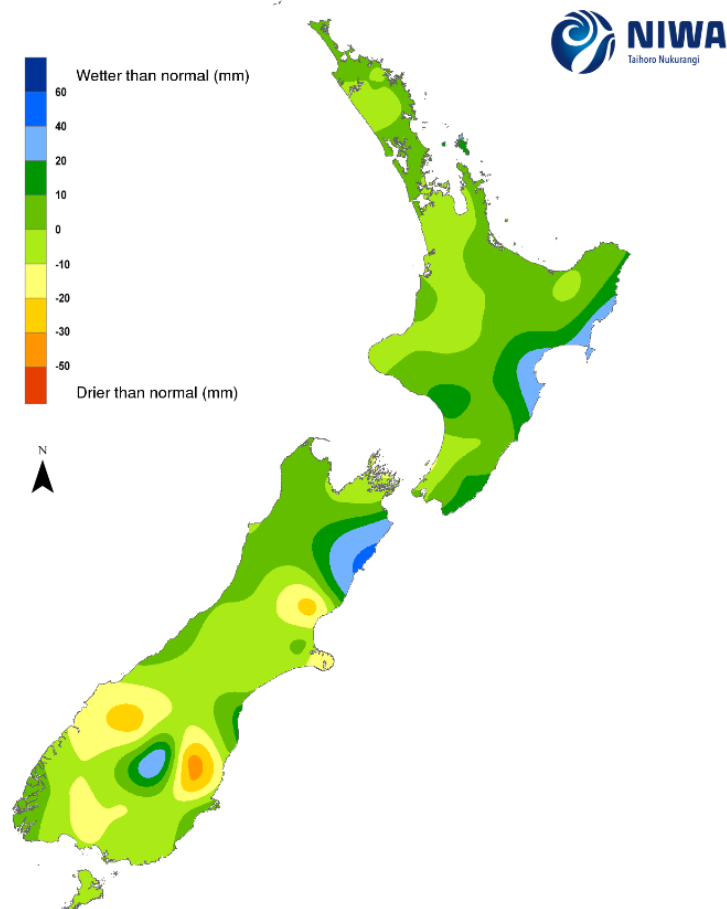 NIWA
Taihoro Nukurangi
Wetter than normal (mm)
60
40
20
10
0
-10
-20
-30
-50
Drier than normal (mm)
N